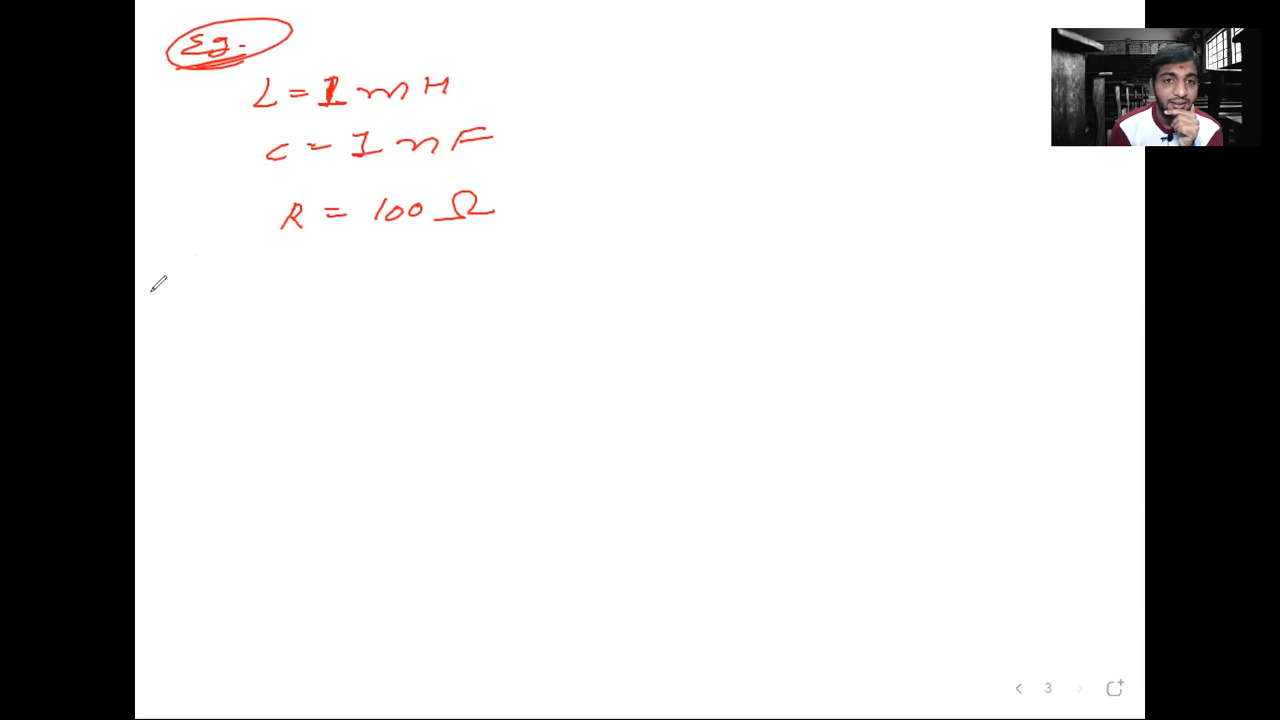 Eg.
L = 1 mH
C = 1 nF
R = 100 Ω
3